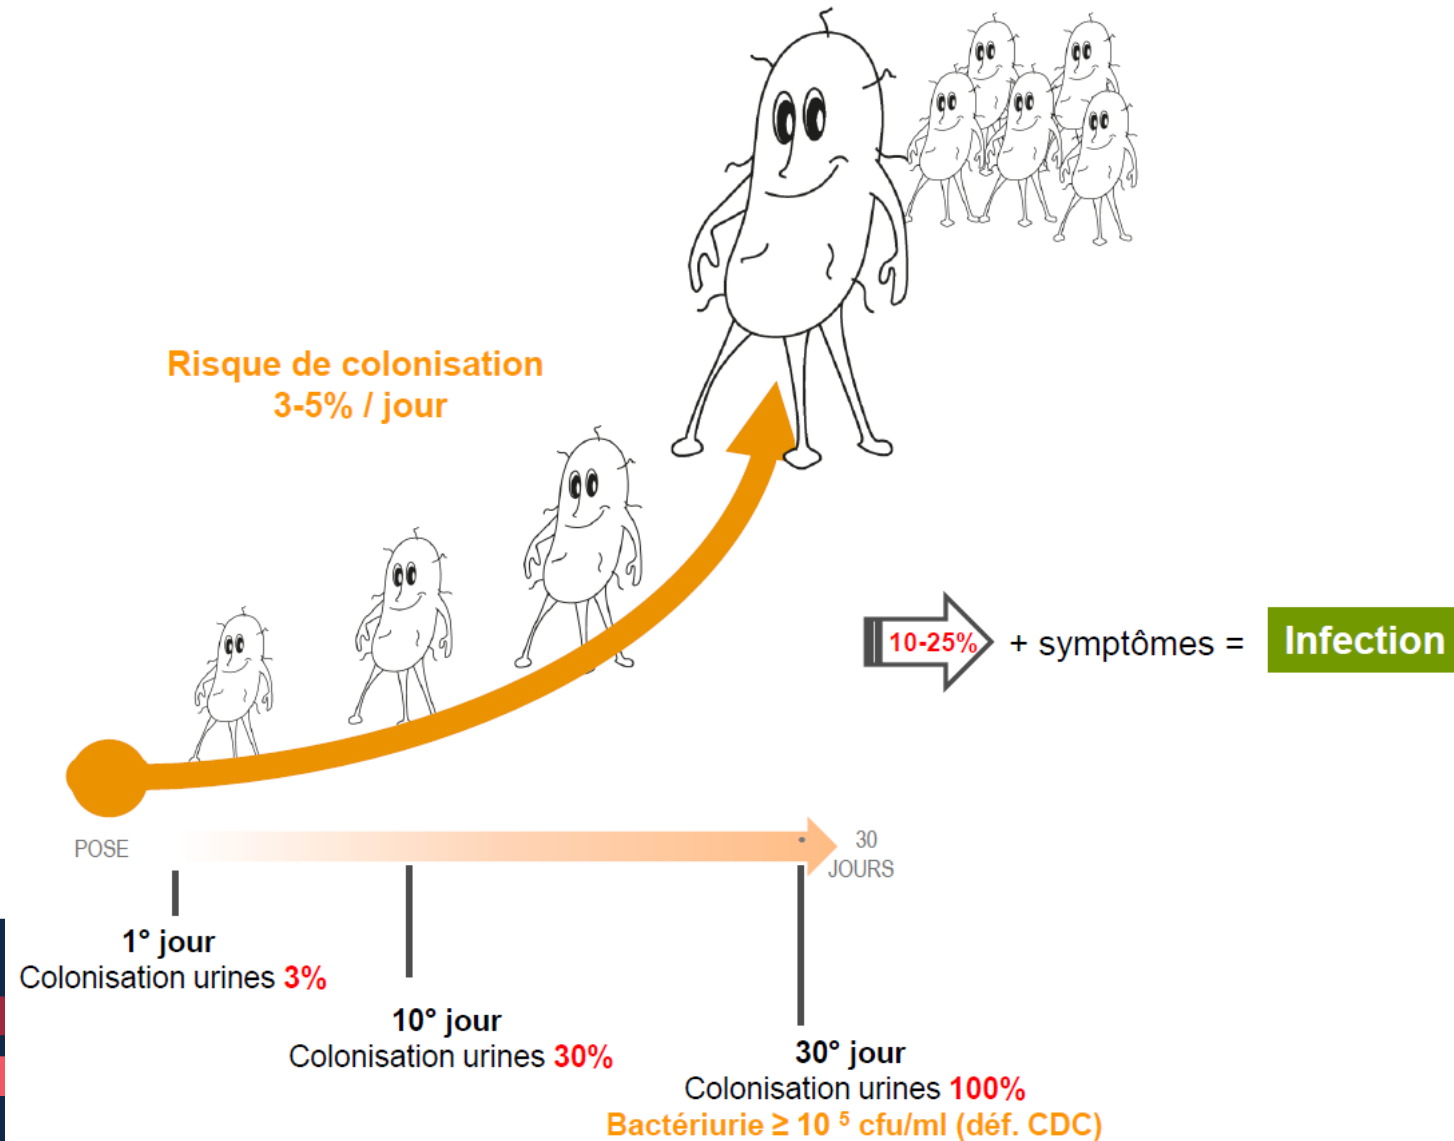 Risque de colonisation
3-5% / jour
10-25% + symptômes = Infection
POSE
30
JOURS
1° jour
Colonisation urines 3%
10° jour
Colonisation urines 30%
30° jour
Colonisation urines 100%
Bactériurie ≥ 10 ⁵ cfu/ml (déf. CDC)